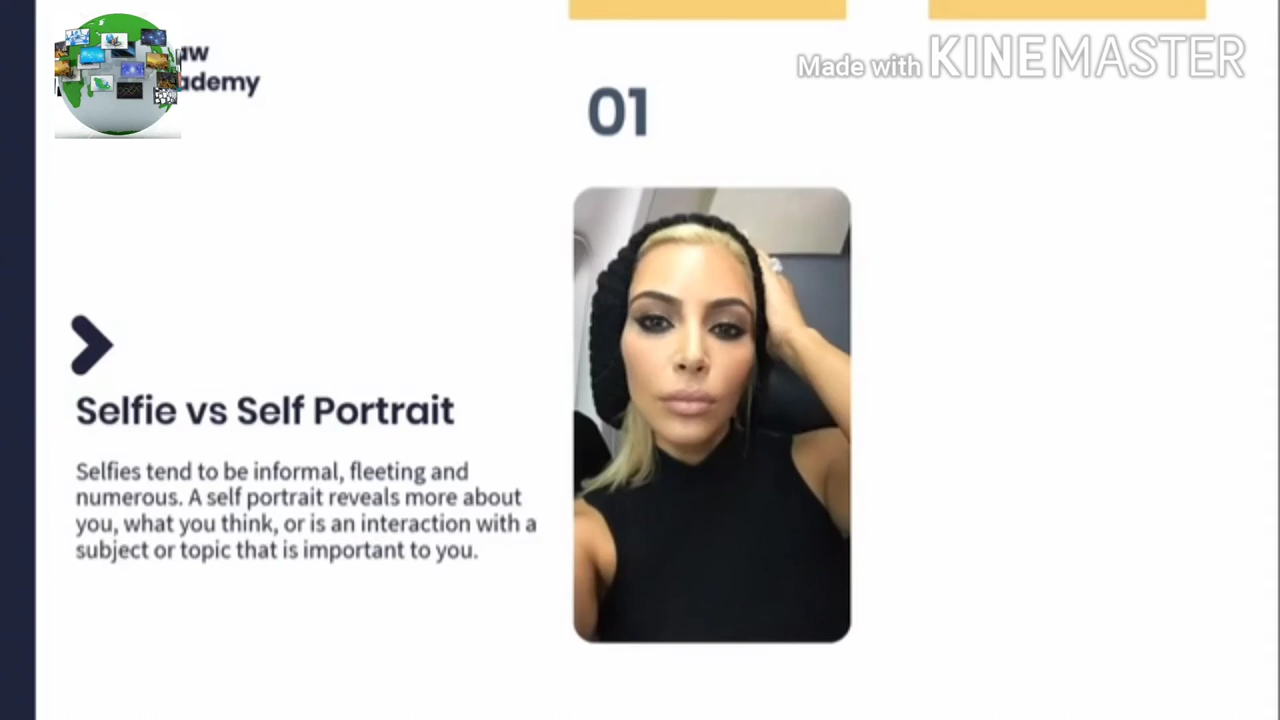 Made with KINEMASTER
01
Selfie vs Self Portrait
Selfies tend to be informal, fleeting and
numerous. A self portrait reveals more about
you, what you think, or is an interaction with a
subject or topic that is important to you.